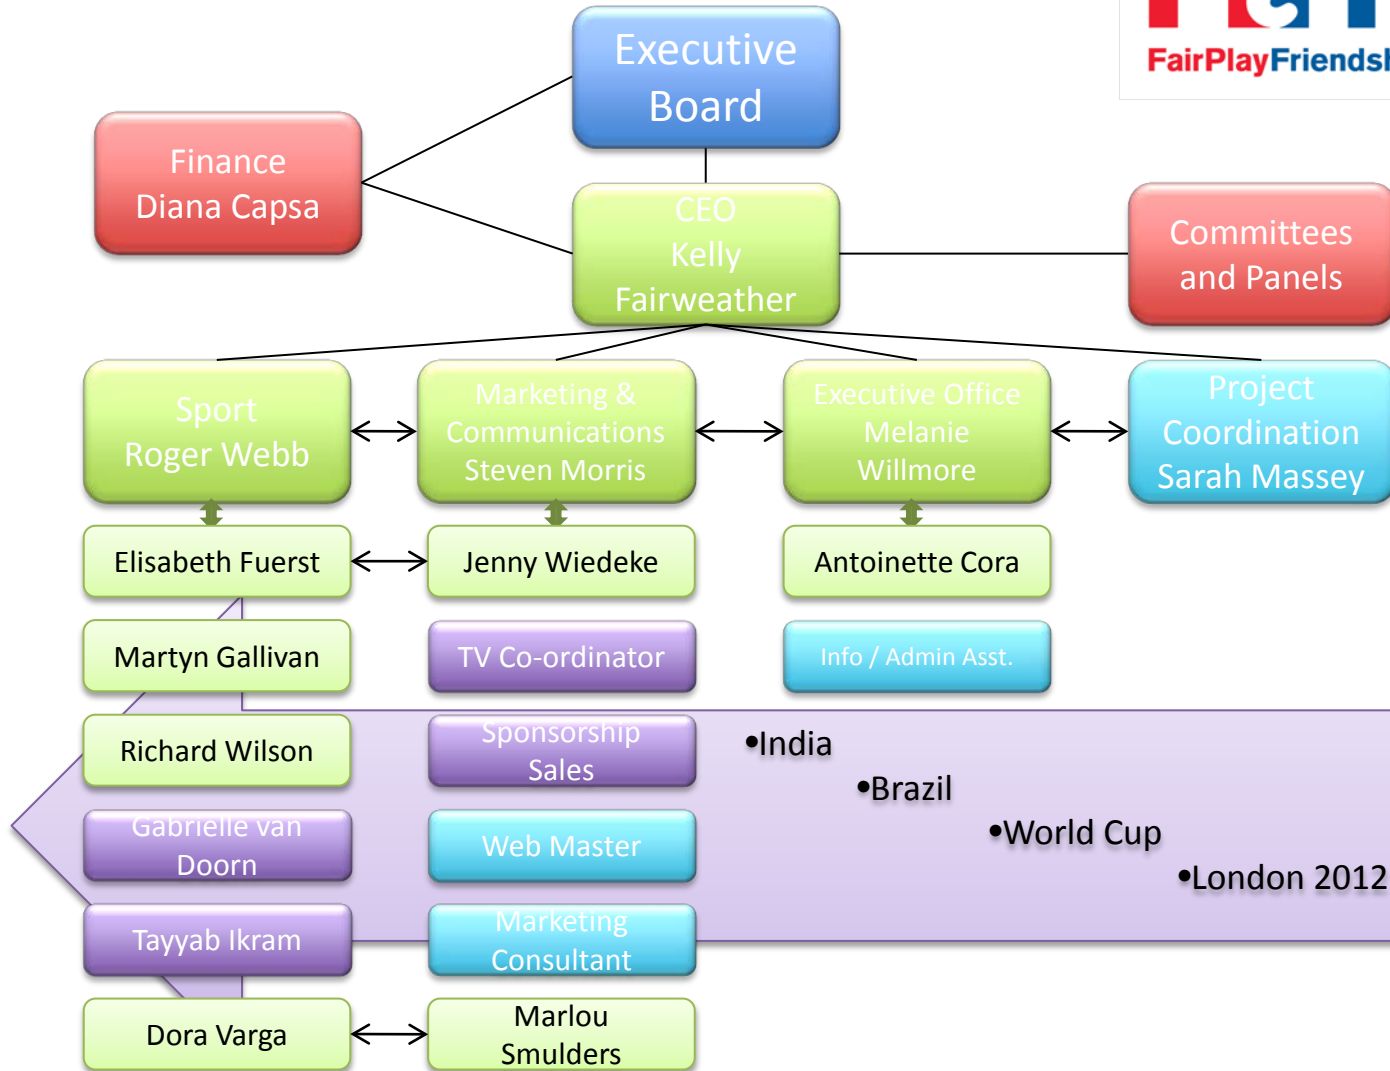 FairPlayFriendsh
Executive
Board
Finance
Diana Capsa
CEO
Kelly
Fairweather
Committees
and Panels
Sport
Roger Webb
Marketing &
Communications
Steven Morris
Executive Office
Melanie
Willmore
Project
Coordination
Sarah Massey
Elisabeth Fuerst
Jenny Wiedeke
Antoinette Cora
Martyn Gallivan
TV Co-ordinator
Info / Admin Asst.
Richard Wilson
Sponsorship
Sales
•India
•Brazil
•World Cup
•London 2012
Gabrielle van
Doorn
Web Master
Tayyab Ikram
Marketing
Consultant
Dora Varga
Marlou
Smulders